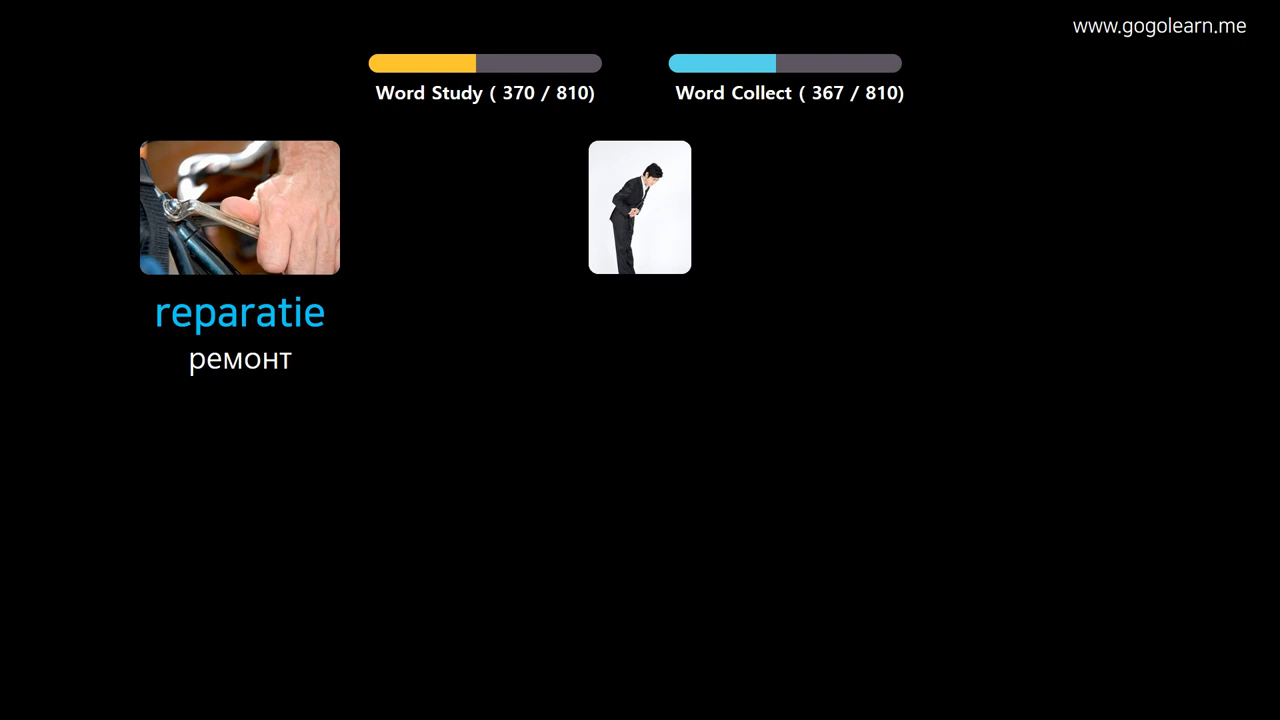 www.gogolearn.me
Word Study ( 370 / 810)
Word Collect ( 367 / 810)
reparatie
ремонт